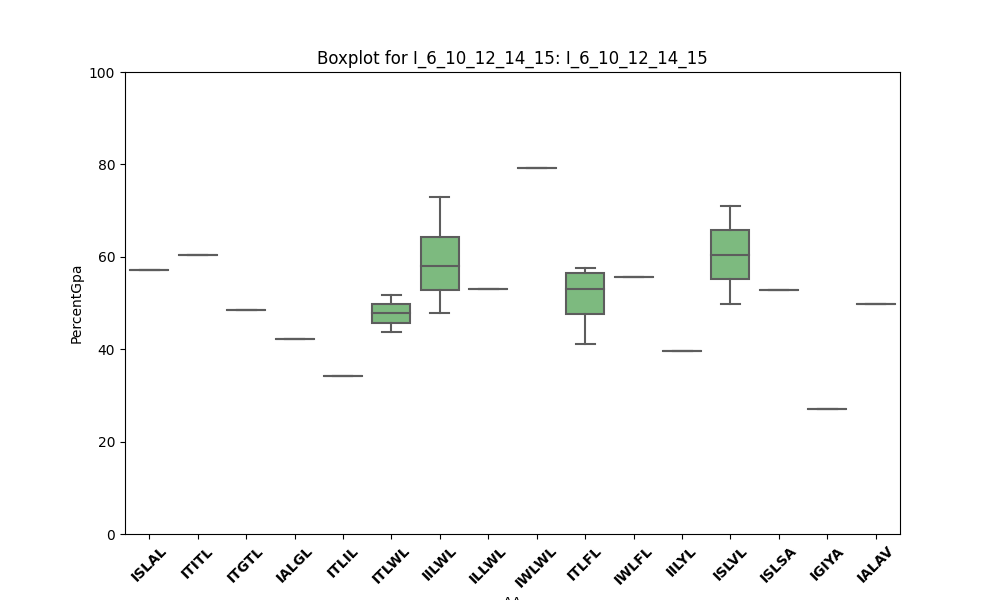 Boxplot for I_6_10_12_14_15: I_6_10_12_14_15
100
80
60
40
20
0
PercentGpa
ISLAL
ITITL
ITGTL
IALGL
ITLIL
ITLWL
IILWL
ILLWL
IWLWL
ITLFL
IWLFL
IILYL
ISLVL
ISLSA
IGIYA
IALAV